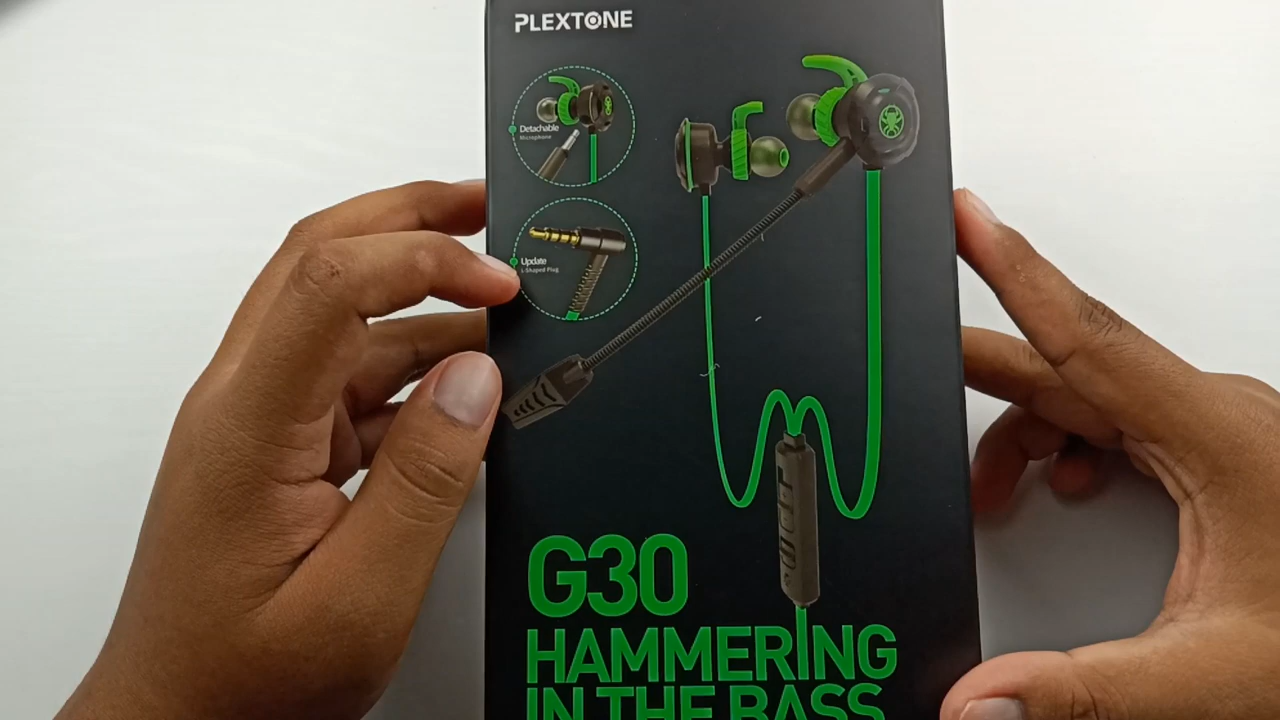 PLEXTONE
Detachable
Microphone
Update
L-Shaped Plug
G30
HAMMERING
IN THE BASS